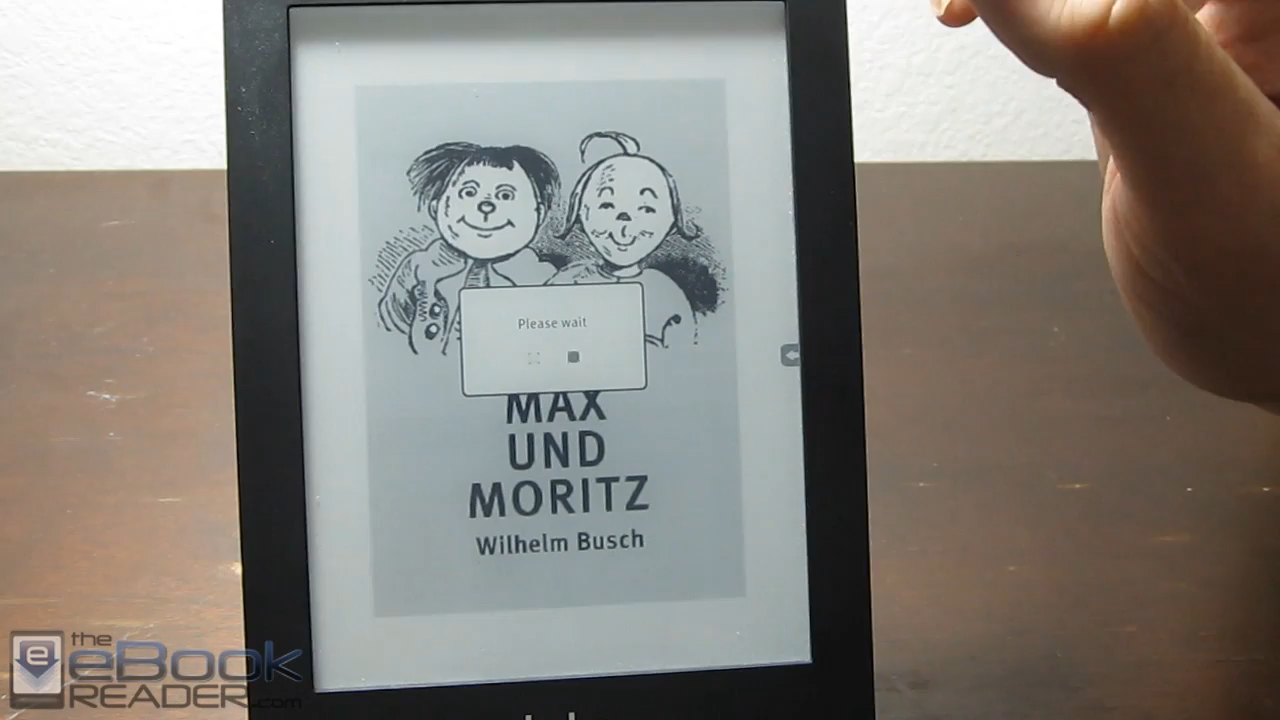 Please wait
MAX
UND
MORITZ
Wilhelm Busch
the
eBook
READER.com